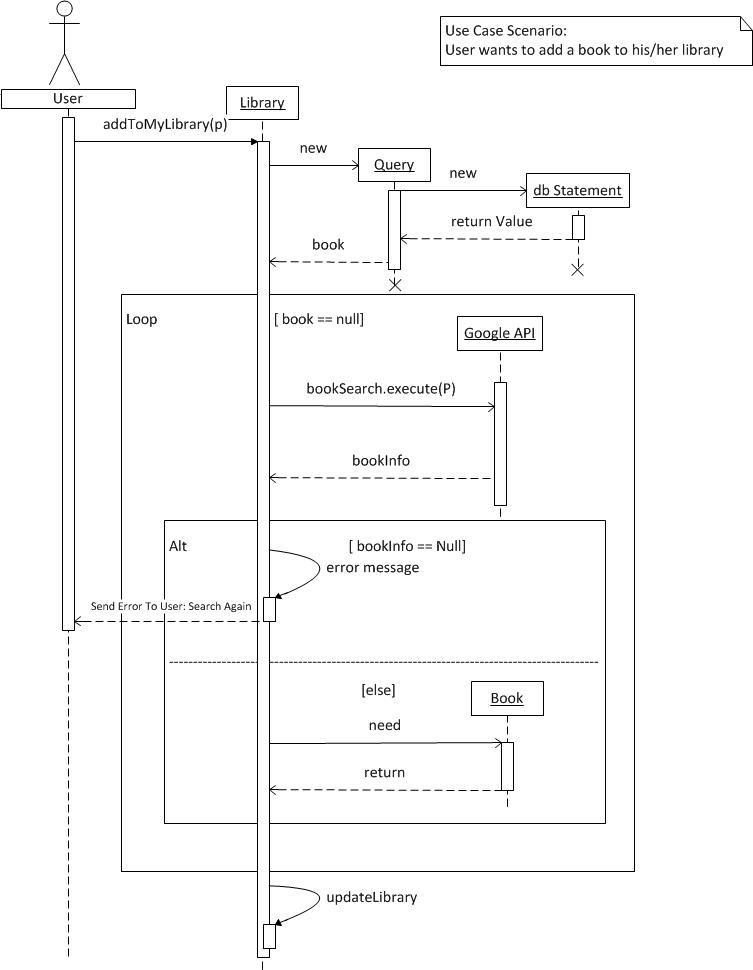 Use Case Scenario:
User wants to add a book to his/her library
User
Library
addToMyLibrary(p)
new
Query
new
db Statement
return Value
book
Loop
[ book == null]
Google API
bookSearch.execute(P)
bookInfo
Alt
[ bookInfo == Null]
error message
Send Error To User: Search Again
[else]
Book
need
return
updateLibrary